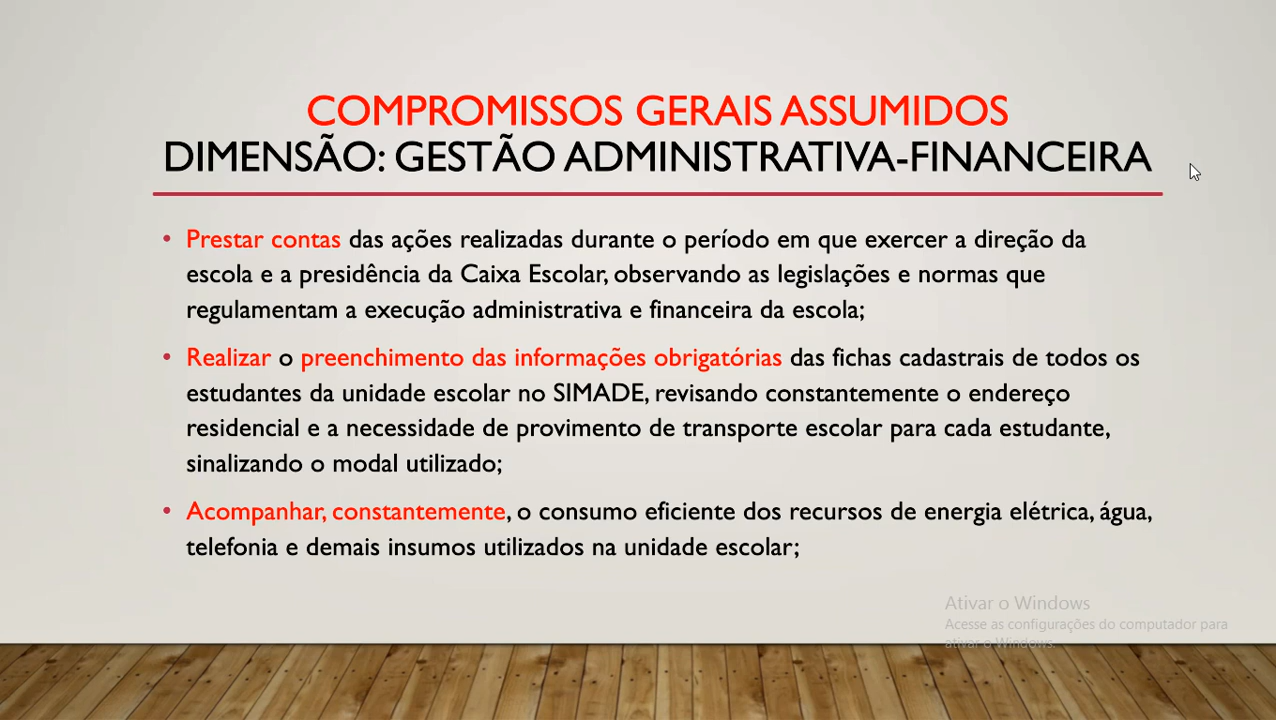 COMPROMISSOS GERAIS ASSUMIDOS
DIMENSÃO: GESTÃO ADMINISTRATIVA-FINANCEIRA
• Prestar contas das ações realizadas durante o período em que exercer a direção da
escola e a presidência da Caixa Escolar, observando as legislações e normas que
regulamentam a execução administrativa e financeira da escola;
• Realizar o preenchimento das informações obrigatórias das fichas cadastrais de todos os
estudantes da unidade escolar no SIMADE, revisando constantemente o endereço
residencial e a necessidade de provimento de transporte escolar para cada estudante,
sinalizando o modal utilizado;
• Acompanhar, constantemente, o consumo eficiente dos recursos de energia elétrica, água,
telefonia e demais insumos utilizados na unidade escolar;
Ativar o Windows
Acesse as configurações do computador para
ativar o Windows.